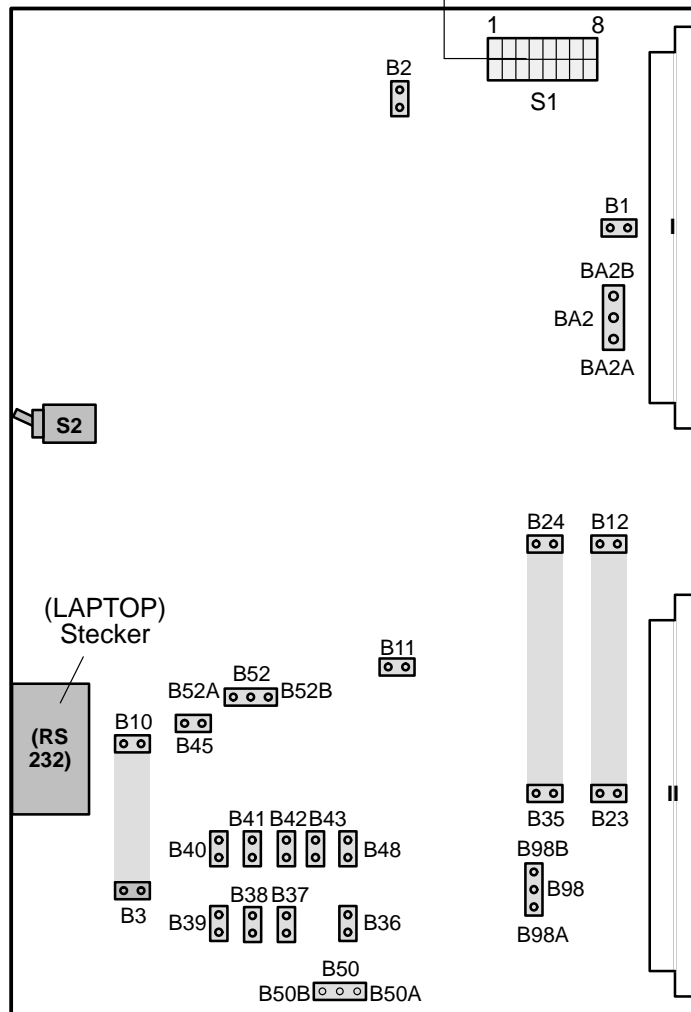 1 8
B2
S1
B1
I
BA2B
BA2
BA2A
S2
B24 B12
(LAPTOP)
Stecker
B11
B52
B52A B52B
B10
B45
(RS
232)
II
B35 B23
B41 B42 B43
B40 B48
B98B
B98
B3
B38 B37
B39 B36
B98A
B50
B50B B50A